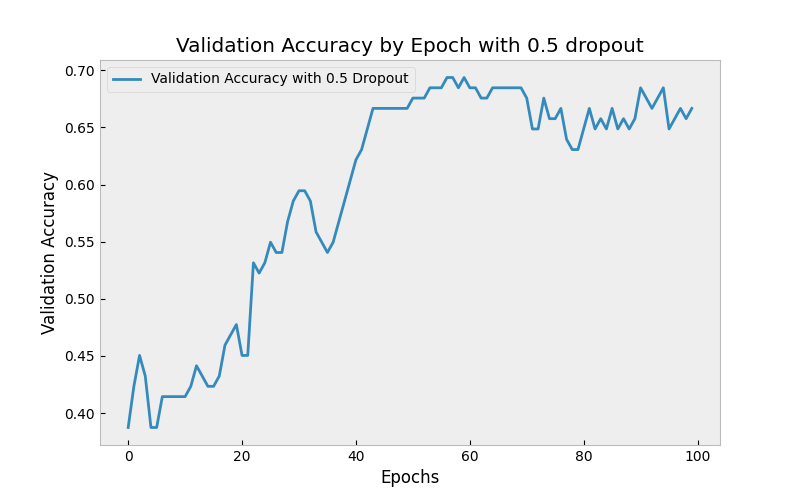 Validation Accuracy by Epoch with 0.5 dropout
Validation Accuracy with 0.5 Dropout
Validation Accuracy
0.70
0.65
0.60
0.55
0.50
0.45
0.40
0 20 40 60 80 100
Epochs